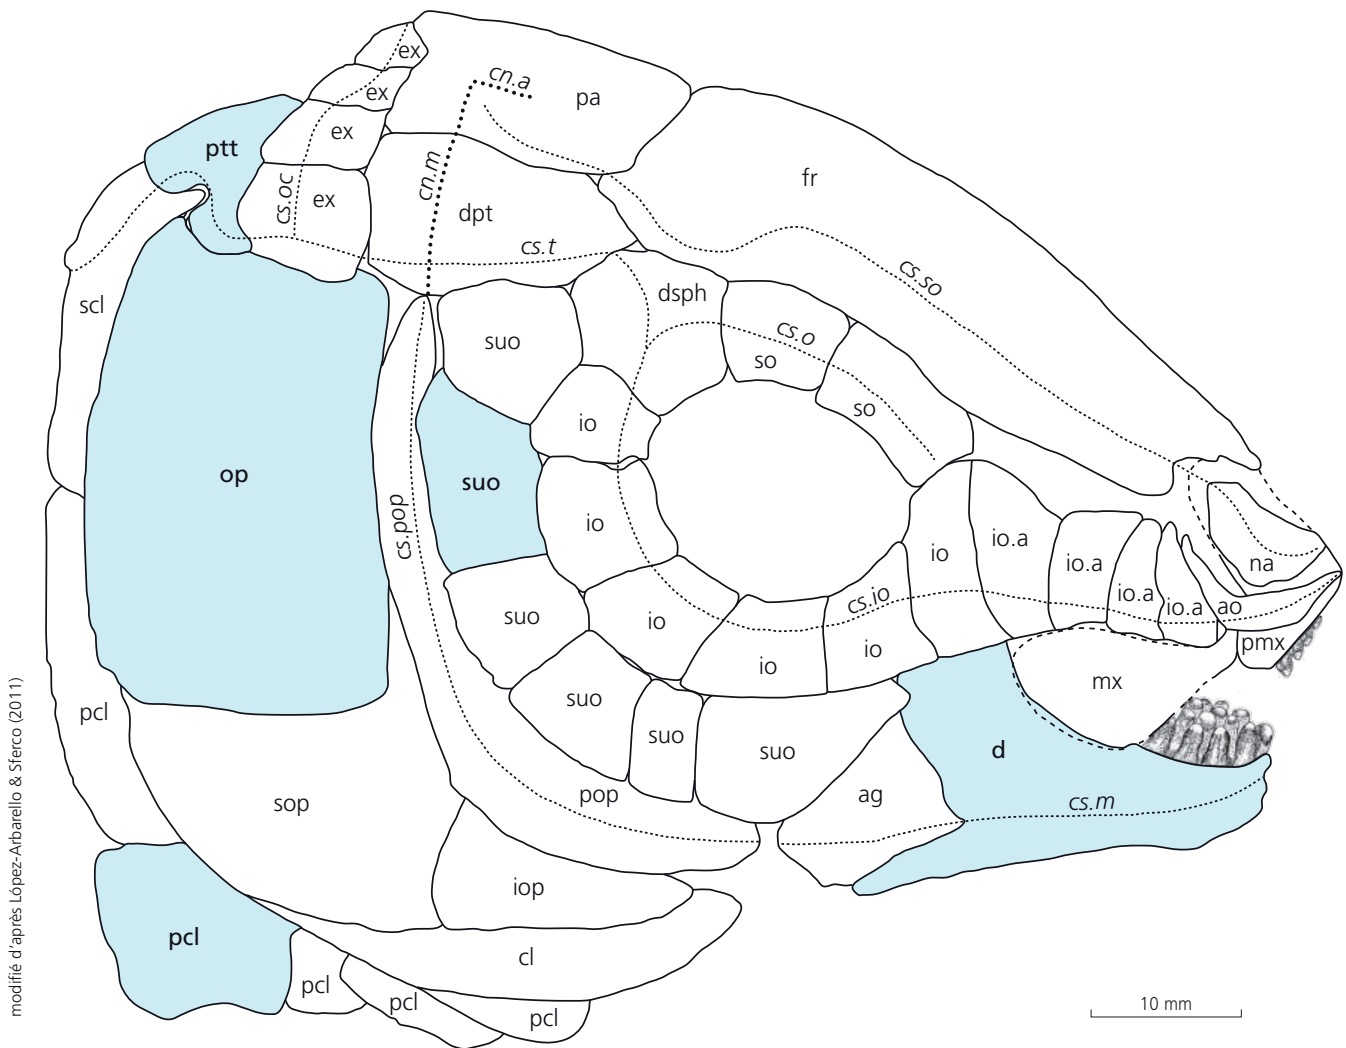 ex
cn.a
pa
ex
ptt
ex
cn.m
fr
cs.oc
ex
dpt
cs.t
cs.so
scl
dsph
suo
cs.o
so
so
io
op
suo
cs.pop
io
io
io.a
io.a
na
io.a
io.a
ao
cs.io
suo
io
io
io
pmx
mx
suo
pcl
suo
suo
d
sop
pop
ag
cs.m
iop
pcl
cl
pcl
pcl
pcl
10 mm
modifié d'après López-Arbarello & Sferco (2011)